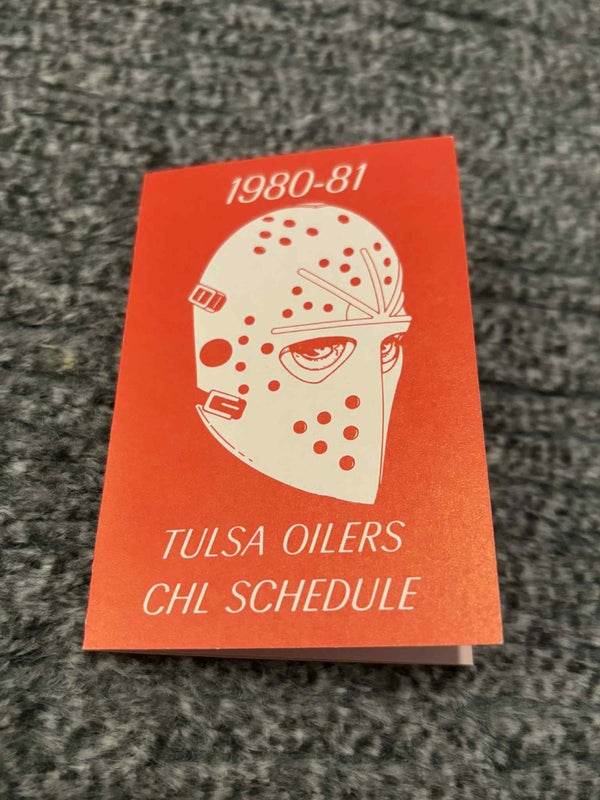 1980-81
TULSA OILERS
CHL SCHEDULE